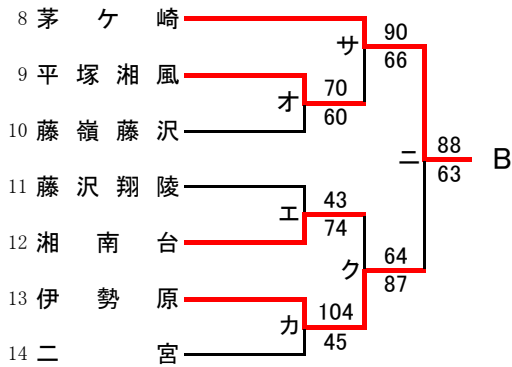 8 茅ケ崎
サ 90
66
9 平塚湘風
オ 70
60
10 藤嶺藤沢
ニ 88
63
B
11 藤沢翔陵
エ 43
74
12 湘南台
ク 64
87
13 伊勢原
カ 104
45
14 二宮